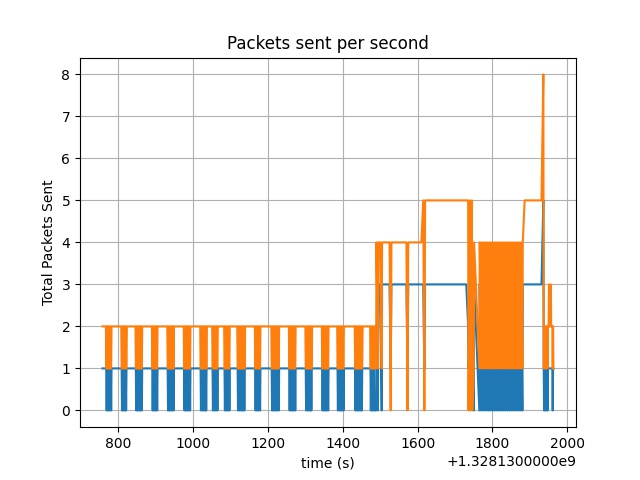 Packets sent per second
Total Packets Sent
8
7
6
5
4
3
2
1
0
800 1000 1200 1400 1600 1800 2000
time (s)
+1.3281300000e9